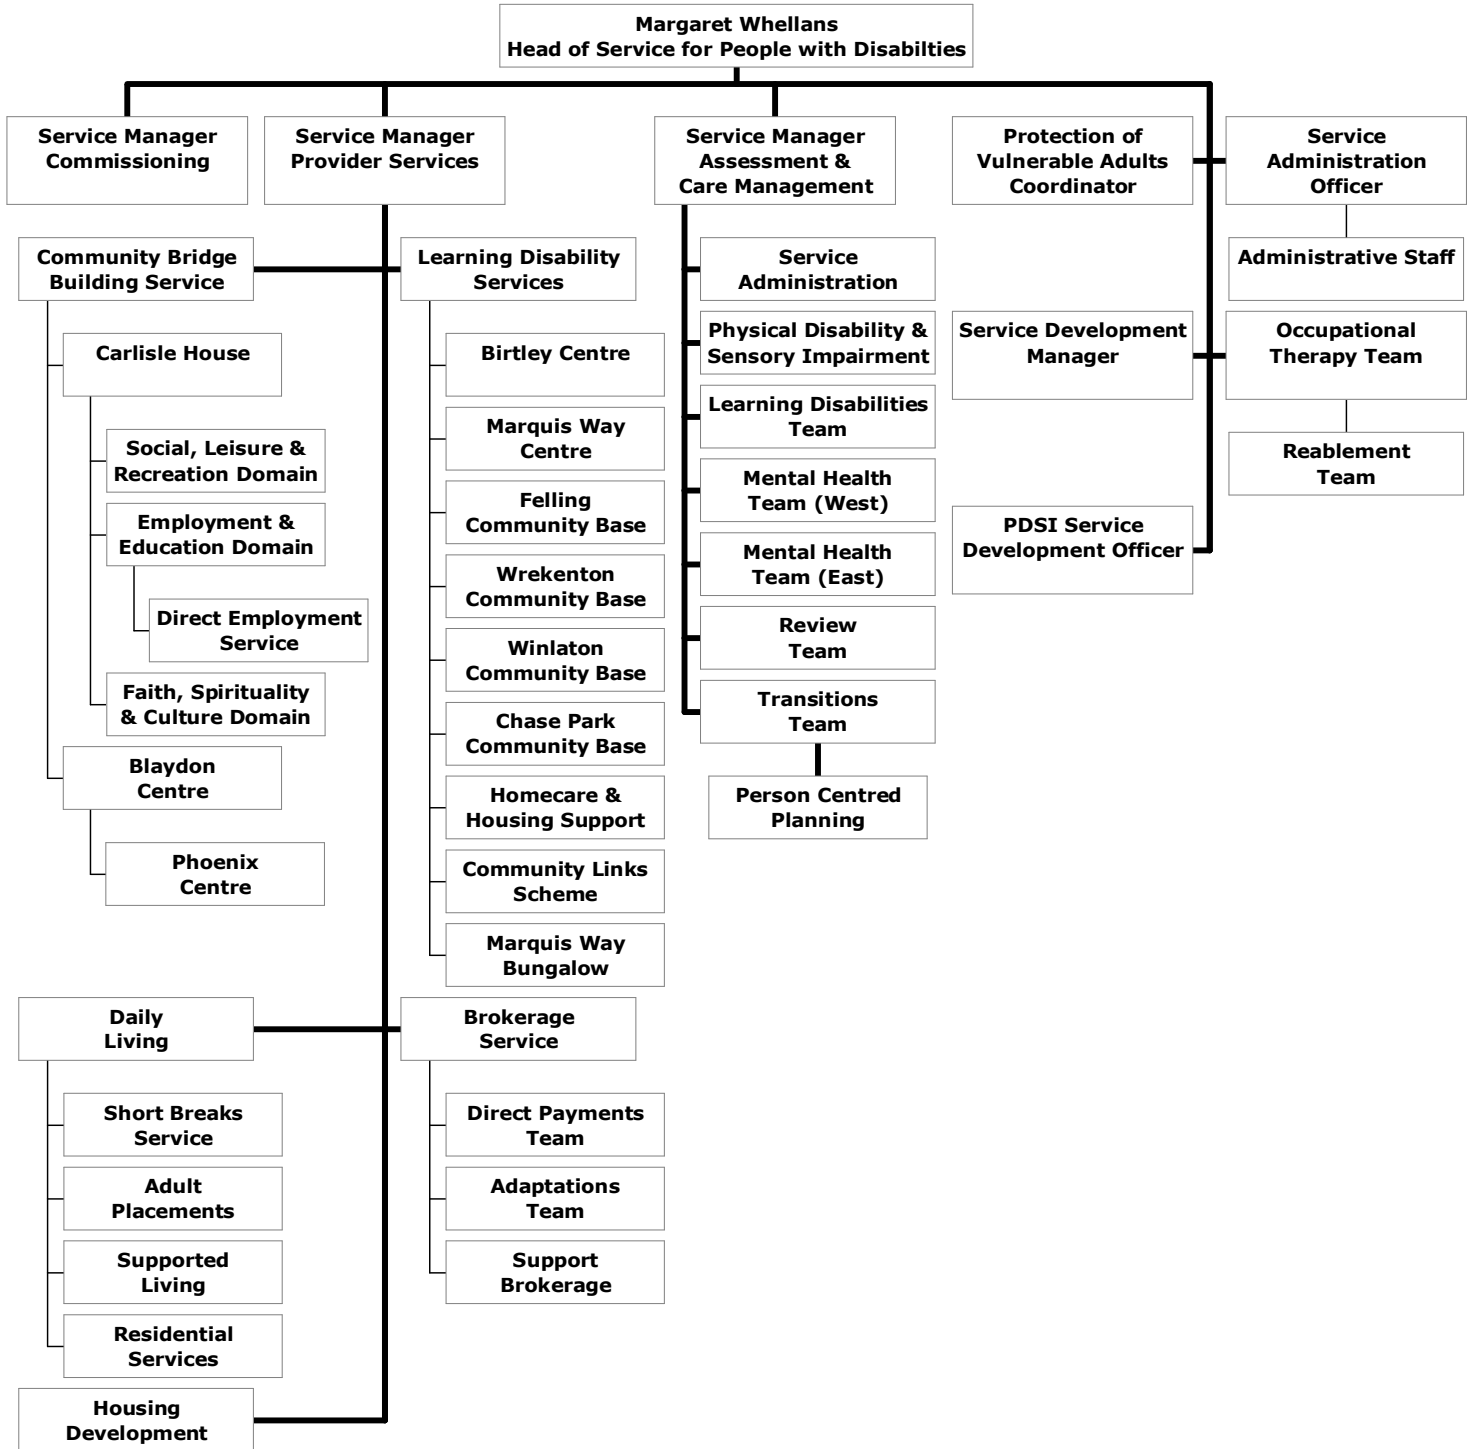 Margaret Whellans
Head of Service for People with Disabilties
Service Manager
Commissioning
Service Manager
Provider Services
Service Manager
Assessment &
Care Management
Protection of
Vulnerable Adults
Coordinator
Service
Administration
Officer
Administrative Staff
Community Bridge
Building Service
Carlisle House
Social, Leisure &
Recreation Domain
Employment &
Education Domain
Direct Employment
Service
Faith, Spirituality
& Culture Domain
Blaydon
Centre
Phoenix
Centre
Learning Disability
Services
Birtley Centre
Marquis Way
Centre
Felling
Community Base
Wrekenton
Community Base
Winlaton
Community Base
Chase Park
Community Base
Homecare &
Housing Support
Community Links
Scheme
Marquis Way
Bungalow
Service
Administration
Physical Disability &
Sensory Impairment
Learning Disabilities
Team
Mental Health
Team (West)
Mental Health
Team (East)
Review
Team
Transitions
Team
Person Centred
Planning
Service Development
Manager
Occupational
Therapy Team
Reablement
Team
PDSI Service
Development Officer
Daily
Living
Short Breaks
Service
Adult
Placements
Supported
Living
Residential
Services
Brokerage
Service
Direct Payments
Team
Adaptations
Team
Support
Brokerage
Housing
Development